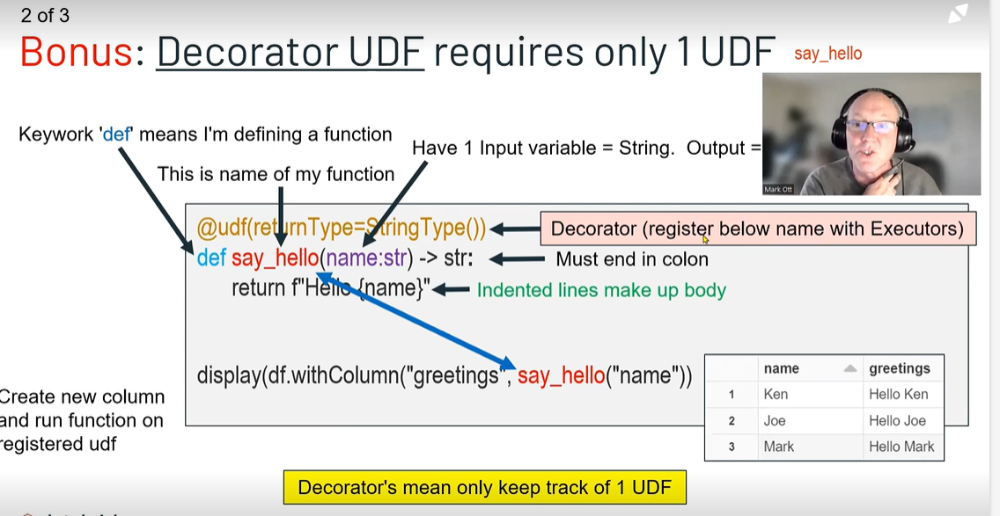 2 of 3
Bonus: Decorator UDF requires only 1 UDF say_hello
Keywork 'def' means I'm defining a function
Have 1 Input variable = String. Output =
This is name of my function
Mark Ott
@udf(returnType=StringType())
Decorator (register below name with Executors)
def say_hello(name:str) -> str:
Must end in colon
return f"Hello {name}"
Indented lines make up body
display(df.withColumn("greetings", say_hello("name"))
name greetings
1 Ken Hello Ken
2 Joe Hello Joe
3 Mark Hello Mark
Create new column
and run function on
registered udf
Decorator's mean only keep track of 1 UDF